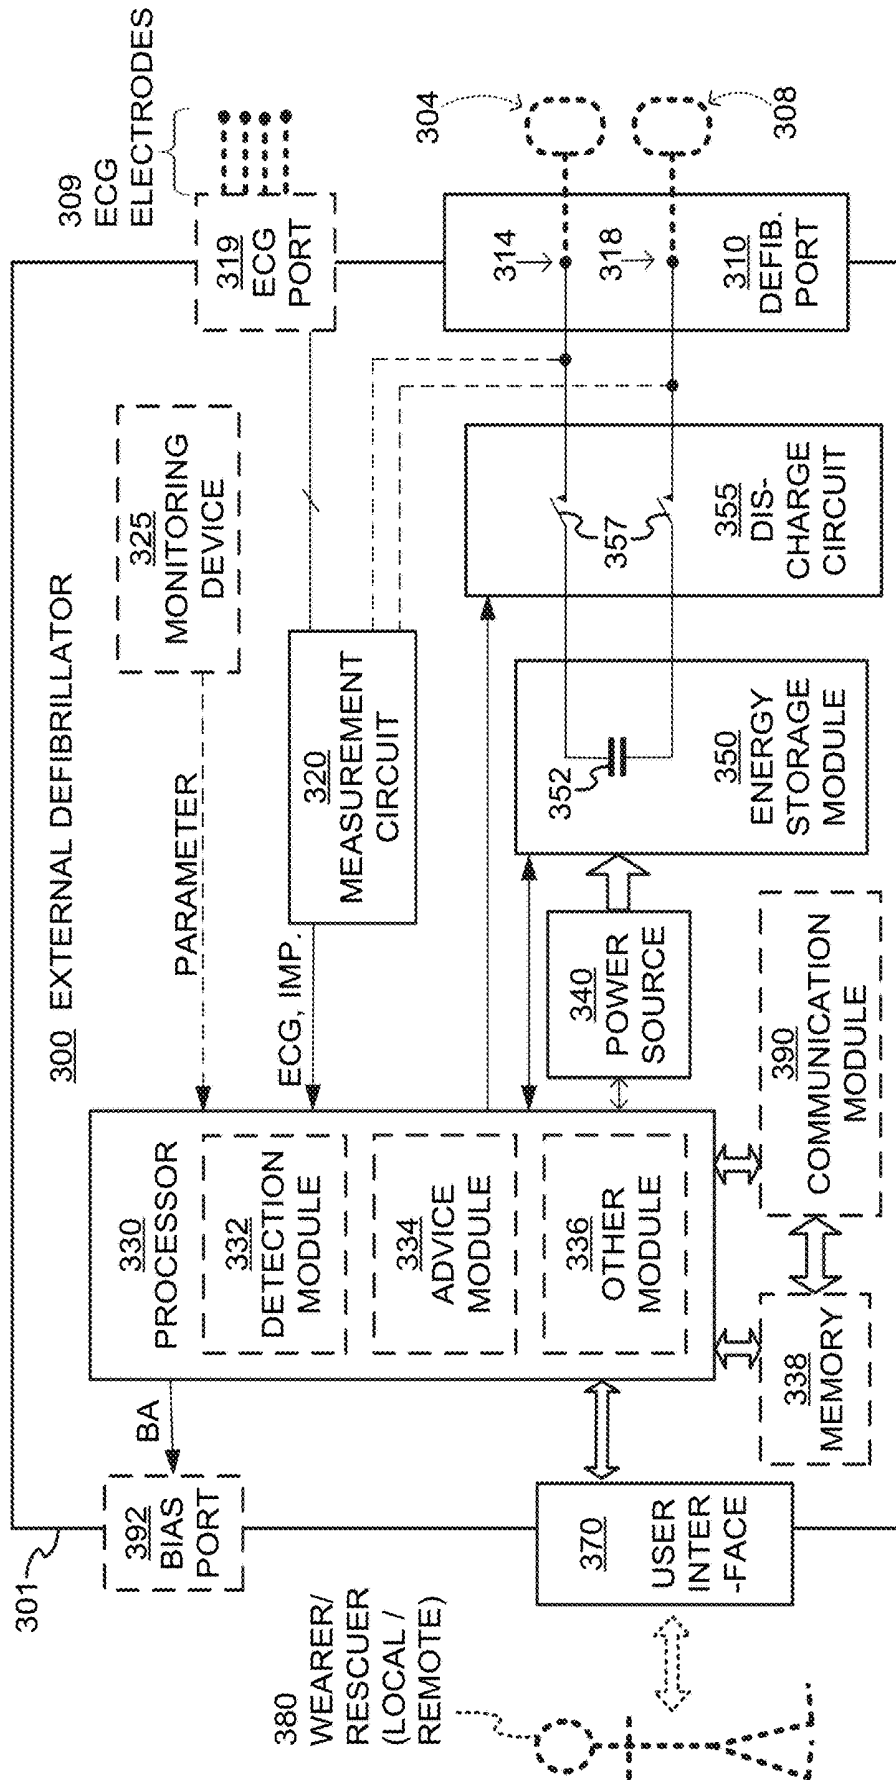 300 EXTERNAL DEFIBRILLATOR
301
309
ECG
ELECTRODES
319
ECG
PORT
325
MONITORING
DEVICE
PARAMETER
392
BIAS
PORT
BA
330
PROCESSOR
332
DETECTION
MODULE
334
ADVICE
MODULE
336
OTHER
MODULE
ECG, IMP.
320
MEASUREMENT
CIRCUIT
304
308
314
318
310
DEFIB.
PORT
357
355
DIS-
CHARGE
CIRCUIT
352
350
ENERGY
STORAGE
MODULE
340
POWER
SOURCE
380
WEARER/
RESCUER
(LOCAL /
REMOTE)
370
USER
INTER
-FACE
338
MEMORY
390
COMMUNICATION
MODULE